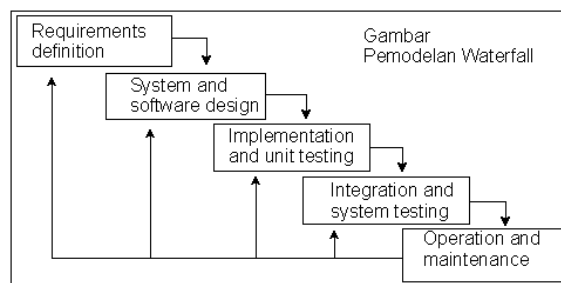 Requirements
definition
Gambar
Pemodelan Waterfall
System and
software design
Implementation
and unit testing
Integration and
system testing
Operation and
maintenance